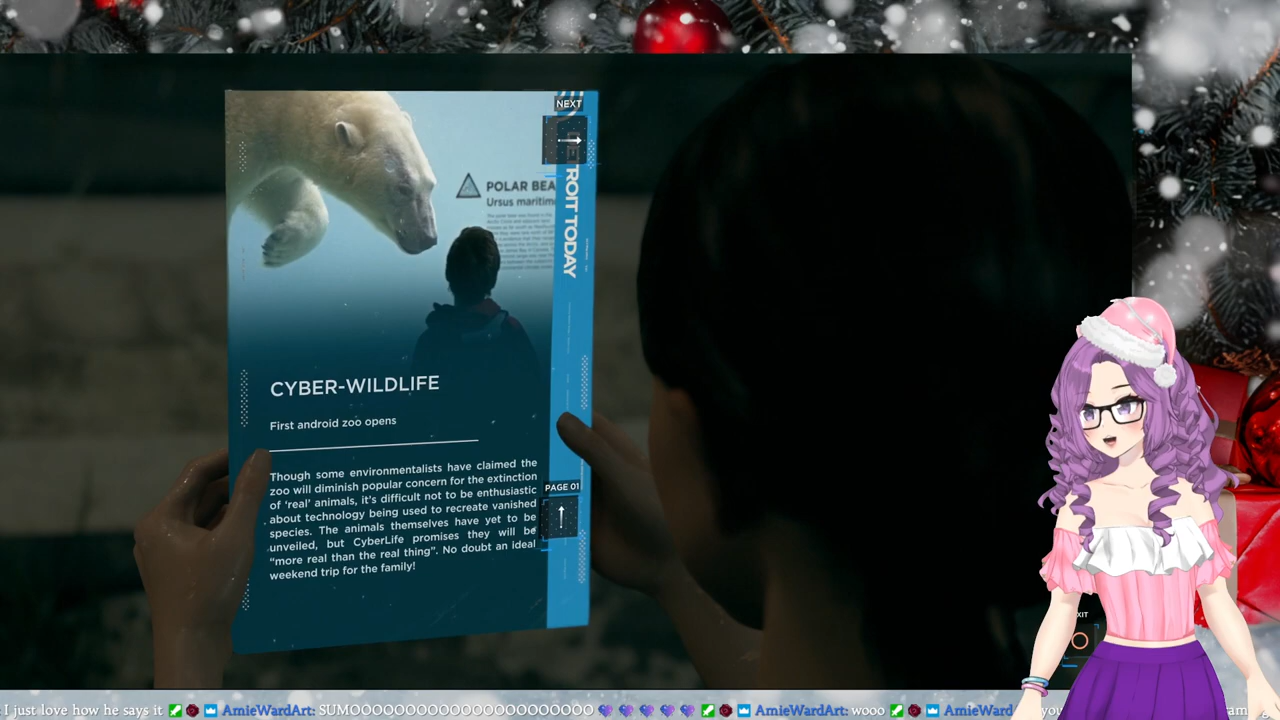 NEXT
ROIT TODAY
POLAR BEA
Ursus maritim
CYBER-WILDLIFE
First android zoo opens
Though some environmentalists have claimed the
zoo will diminish popular concern for the extinction
of 'real' animals, it's difficult not to be enthusiastic
about technology being used to recreate vanished
species. The animals themselves have yet to be
unveiled, but CyberLife promises they will be
"more real than the real thing". No doubt an ideal
weekend trip for the family!
PAGE 01
XIT
I just love how he says it AmieWardArt: SUMOOOQOOOOOOOOOOOOOOOOOO AmieWardArt: wooo AmieWard you ram